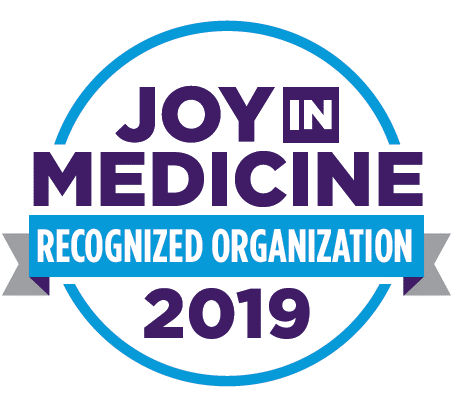 JOY IN
MEDICINE
RECOGNIZED ORGANIZATION
2019